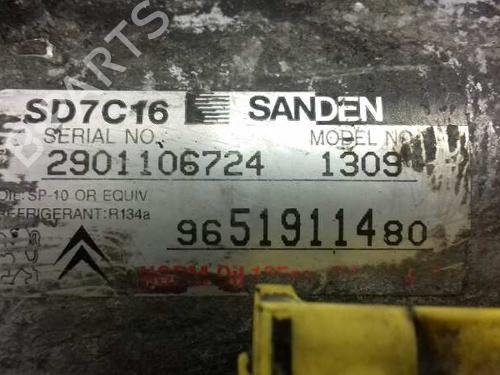 SD7C16 SANDEN
SERIAL NO. MODEL NO
2901106724 1309
OIL: SP-10 OR EQUIV
REFRIGERANT: R134a
9651911480